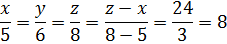 x/5 = y/6 = z/8 = (z − x)/(8 − 5) = 24/3 = 8